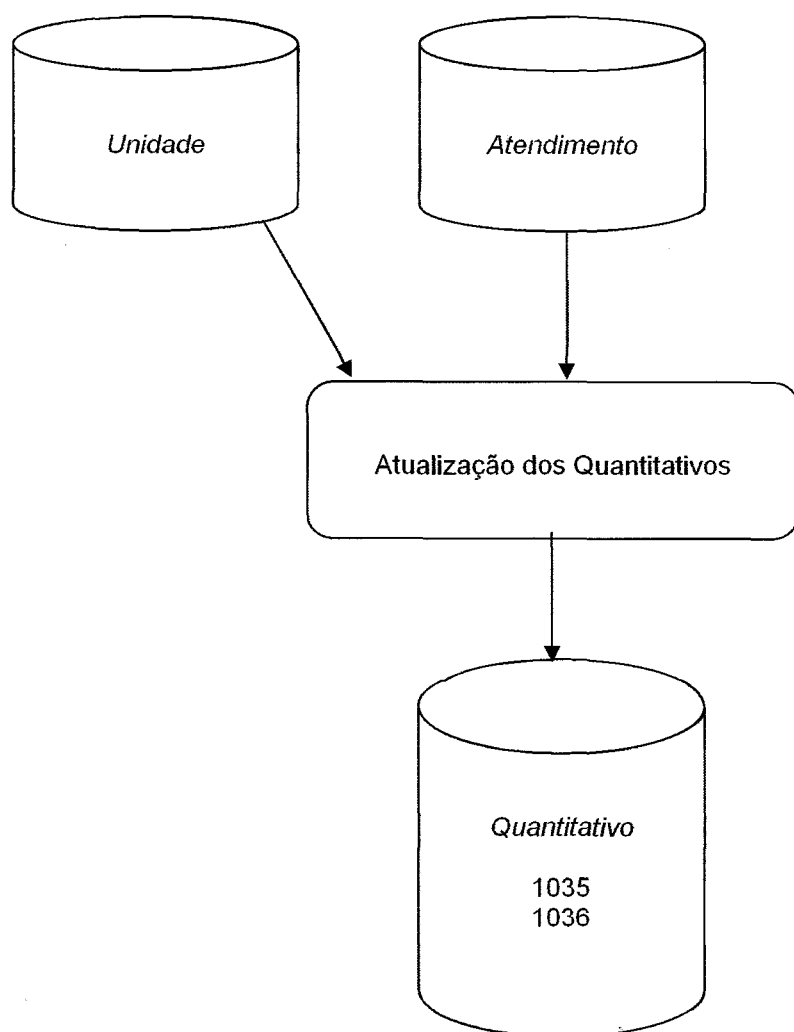 Unidade
Atendimento
Atualização dos Quantitativos
Quantitativo
1035
1036